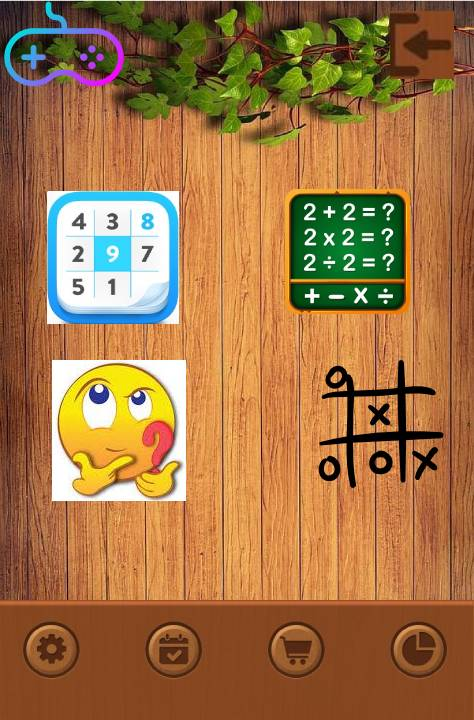 4 3 8
2 9 7
5 1
2 + 2 = ?
2 x 2 = ?
2 ÷ 2 = ?
+ − x ÷
O
X
O O X